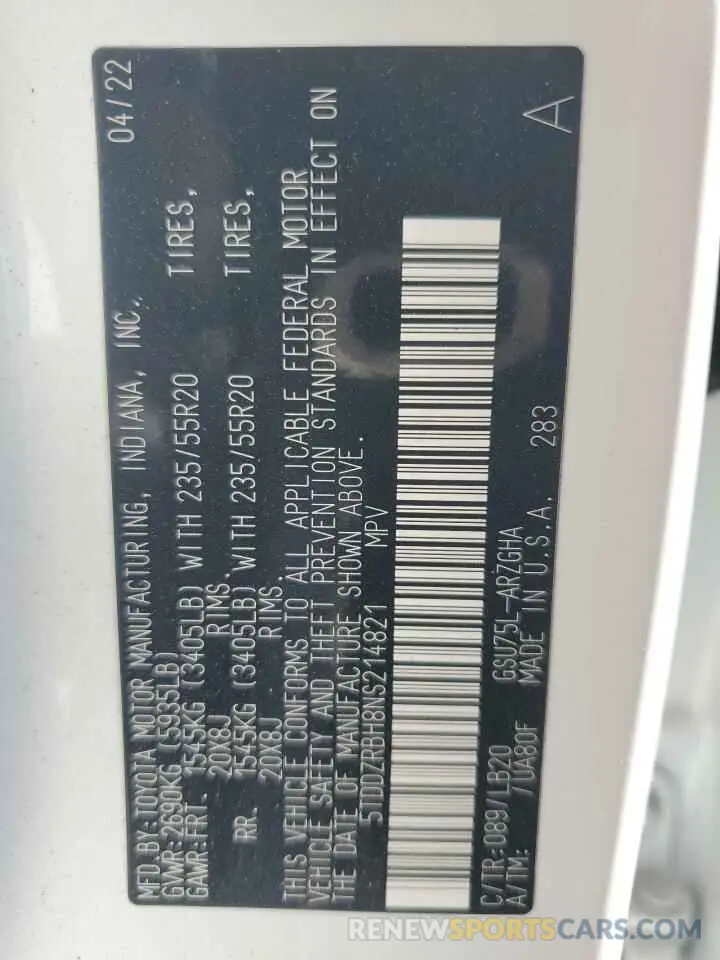 MFD.BY:TOYOTA MOTOR MANUFACTURING, INDIANA, INC. 04/22
GVWR:2690KG (5935LB)
GAWR:FRT. 1545KG (3405LB) WITH 235/55R20 TIRES,
20X8J RIMS.
RR. 1545KG (3405LB) WITH 235/55R20 TIRES,
20X8J RIMS.
THIS VEHICLE CONFORMS TO ALL APPLICABLE FEDERAL MOTOR
VEHICLE SAFETY AND THEFT PREVENTION STANDARDS IN EFFECT ON
THE DATE OF MANUFACTURE SHOWN ABOVE.
5TDDZRBH8NS214821 MPV
C/TR:089/LB20 GSU75L-ARZGHA
A/TM: /UA80F MADE IN U.S.A. 283 A
RENEWSPORTSCARS.COM